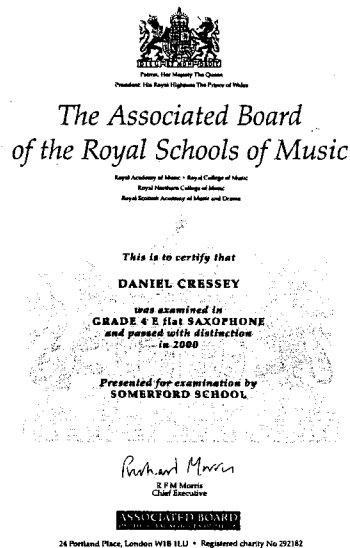 Patron, Her Majesty The Queen
President: His Royal Highness The Prince of Wales
The Associated Board
of the Royal Schools of Music
Royal Academy of Music • Royal College of Music
Royal Northern College of Music
Royal Scottish Academy of Music and Drama
This is to certify that
DANIEL CRESSEY
was examined in
GRADE 4 E flat SAXOPHONE
and passed with distinction
in 2000
Presented for examination by
SOMERFORD SCHOOL
Richard Morris
R F M Morris
Chief Executive
ASSOCIATED BOARD
24 Portland Place, London W1B 1LU • Registered charity No 292182